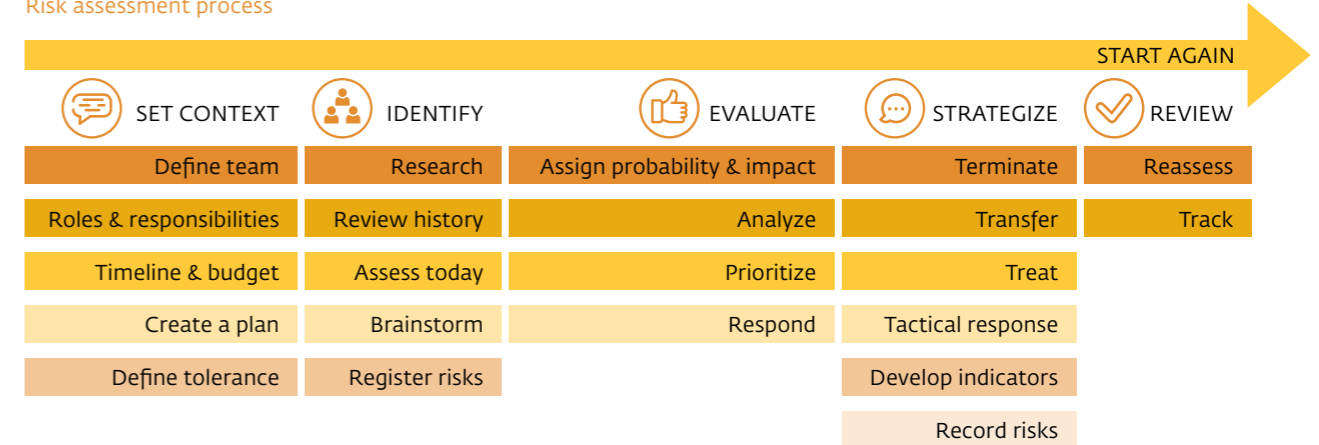 Risk assessment process
START AGAIN
SET CONTEXT
IDENTIFY
EVALUATE
STRATEGIZE
REVIEW
Define team
Research
Assign probability & impact
Terminate
Reassess
Roles & responsibilities
Review history
Analyze
Transfer
Track
Timeline & budget
Assess today
Prioritize
Treat
Create a plan
Brainstorm
Respond
Tactical response
Define tolerance
Register risks
Develop indicators
Record risks